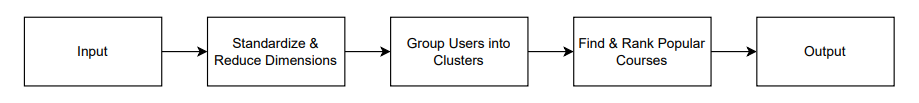 Input
Standardize &
Reduce Dimensions
Group Users into
Clusters
Find & Rank Popular
Courses
Output